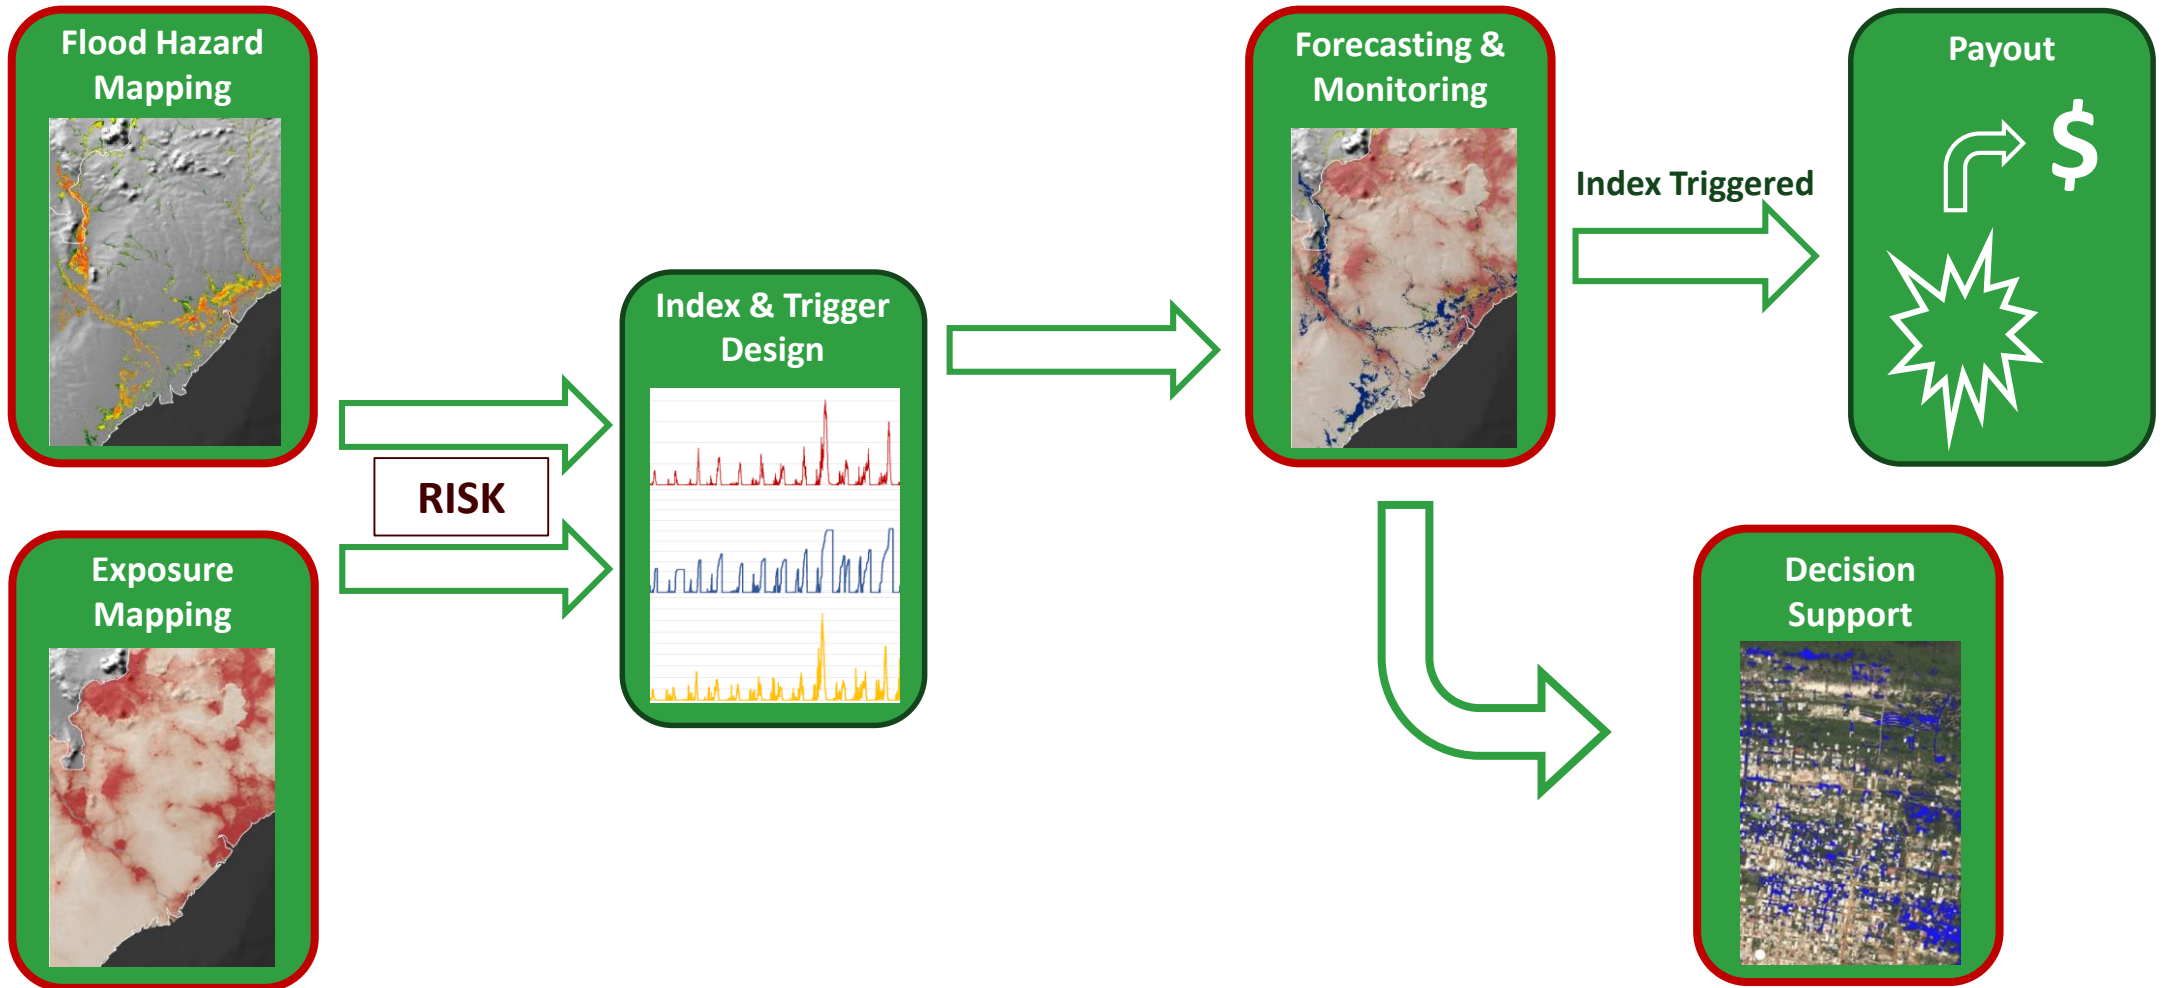 Flood Hazard
Mapping
Exposure
Mapping
RISK
Index & Trigger
Design
Forecasting &
Monitoring
Index Triggered
Payout
$
Decision
Support